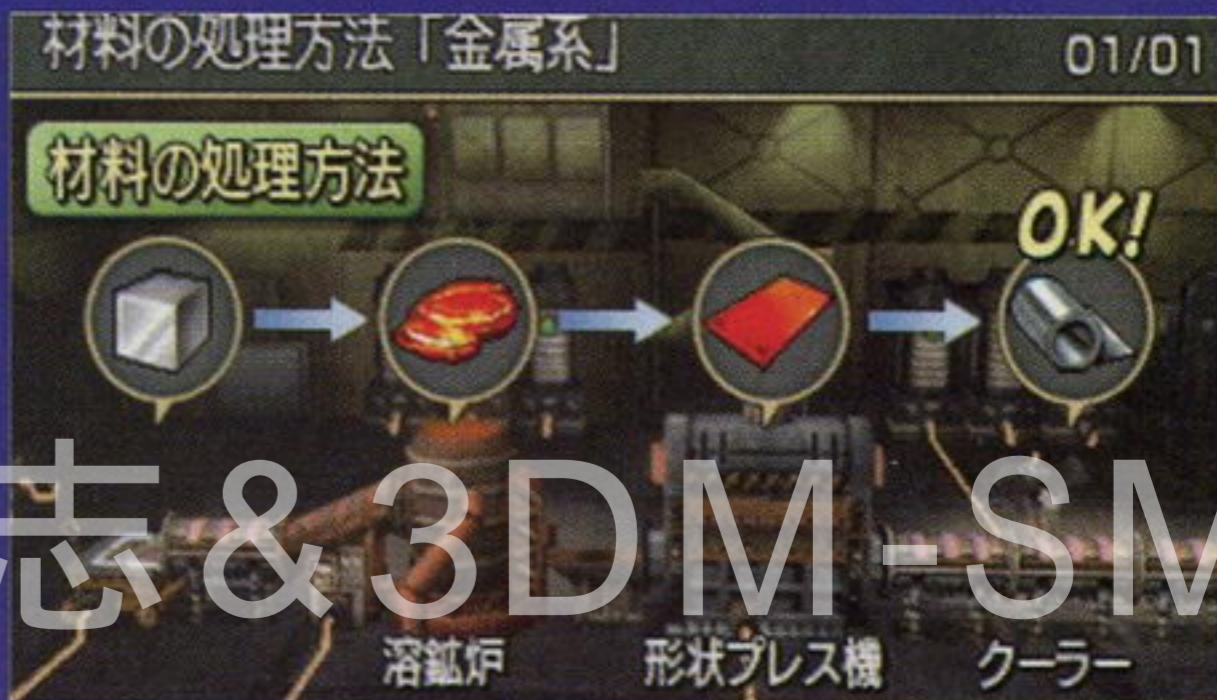 材料の処理方法「金属系」
01/01
材料の処理方法
OK!
志&3DM-SM
溶鉱炉
形状プレス機
クーラー